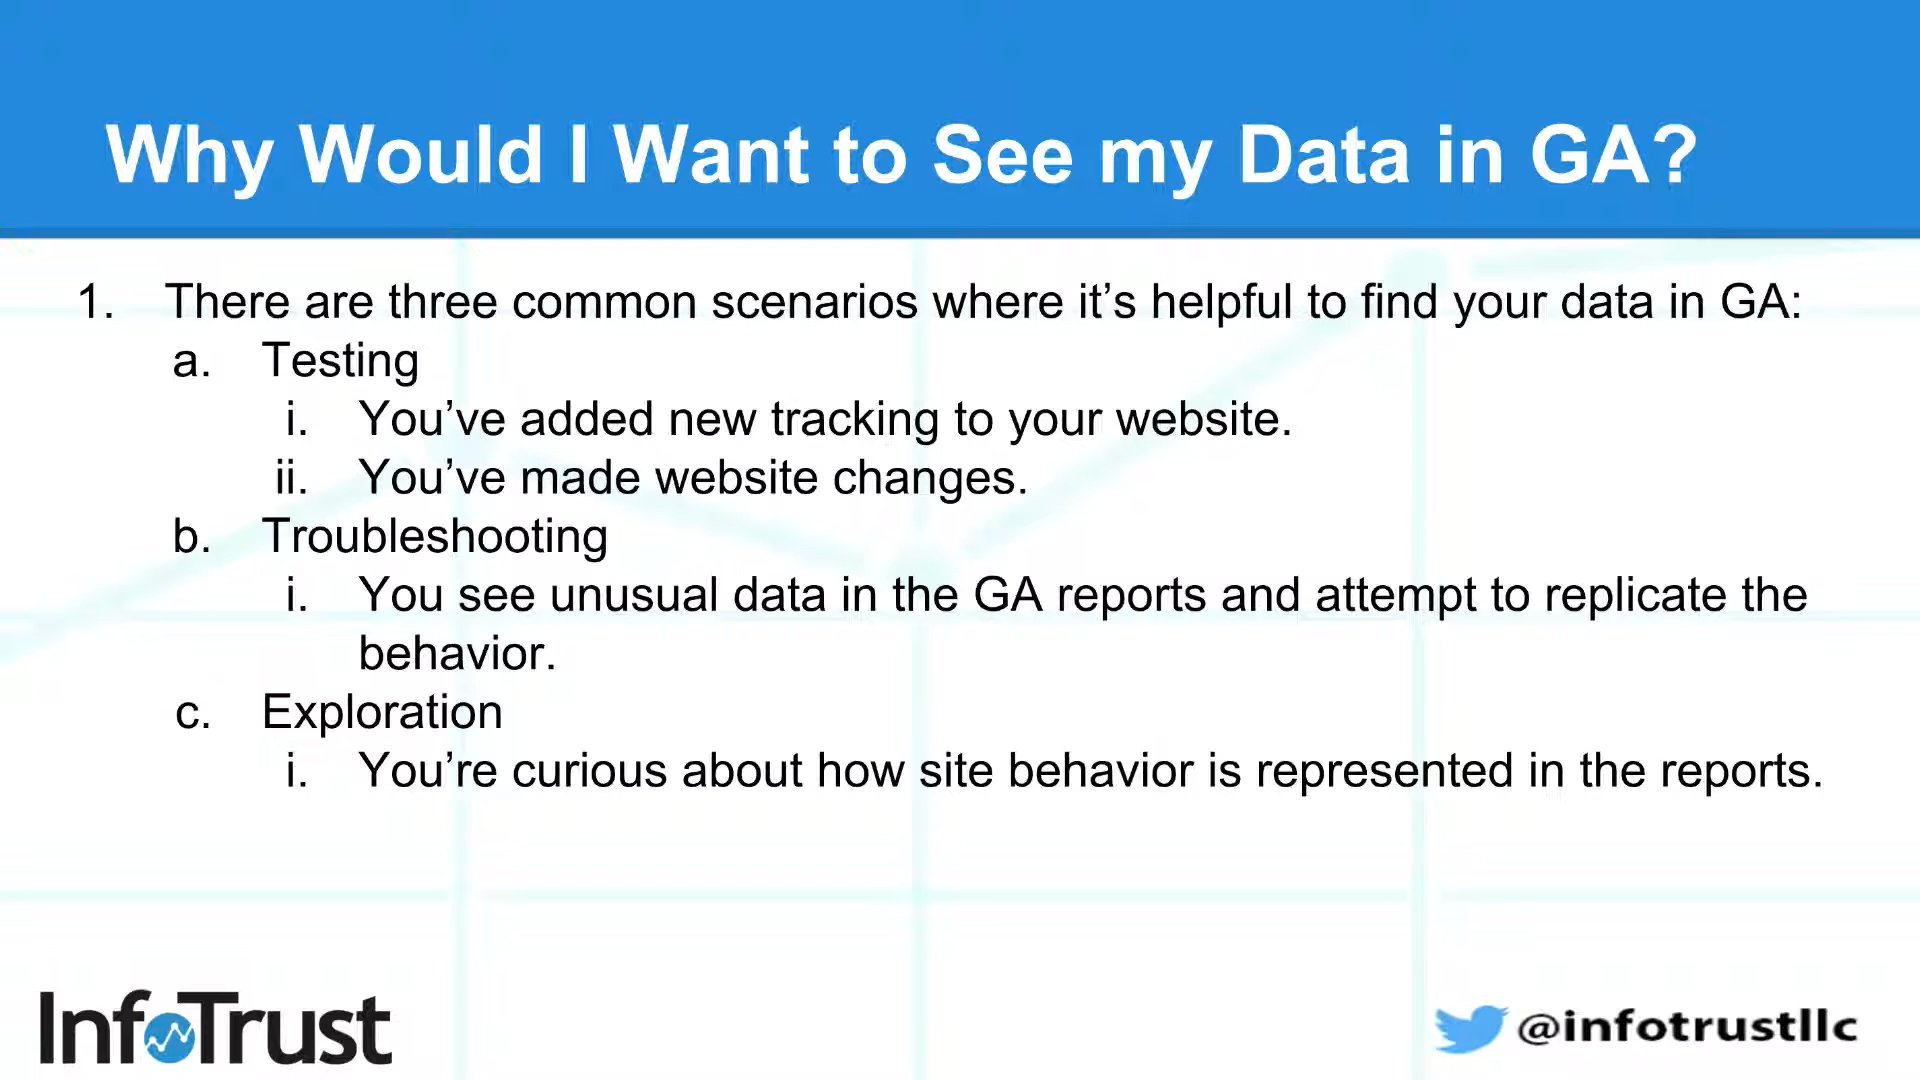 Why Would I Want to See my Data in GA?
1. There are three common scenarios where it’s helpful to find your data in GA:
a. Testing
i. You’ve added new tracking to your website.
ii. You’ve made website changes.
b. Troubleshooting
i. You see unusual data in the GA reports and attempt to replicate the
behavior.
c. Exploration
i. You’re curious about how site behavior is represented in the reports.
InfoTrust
@infotrustllc